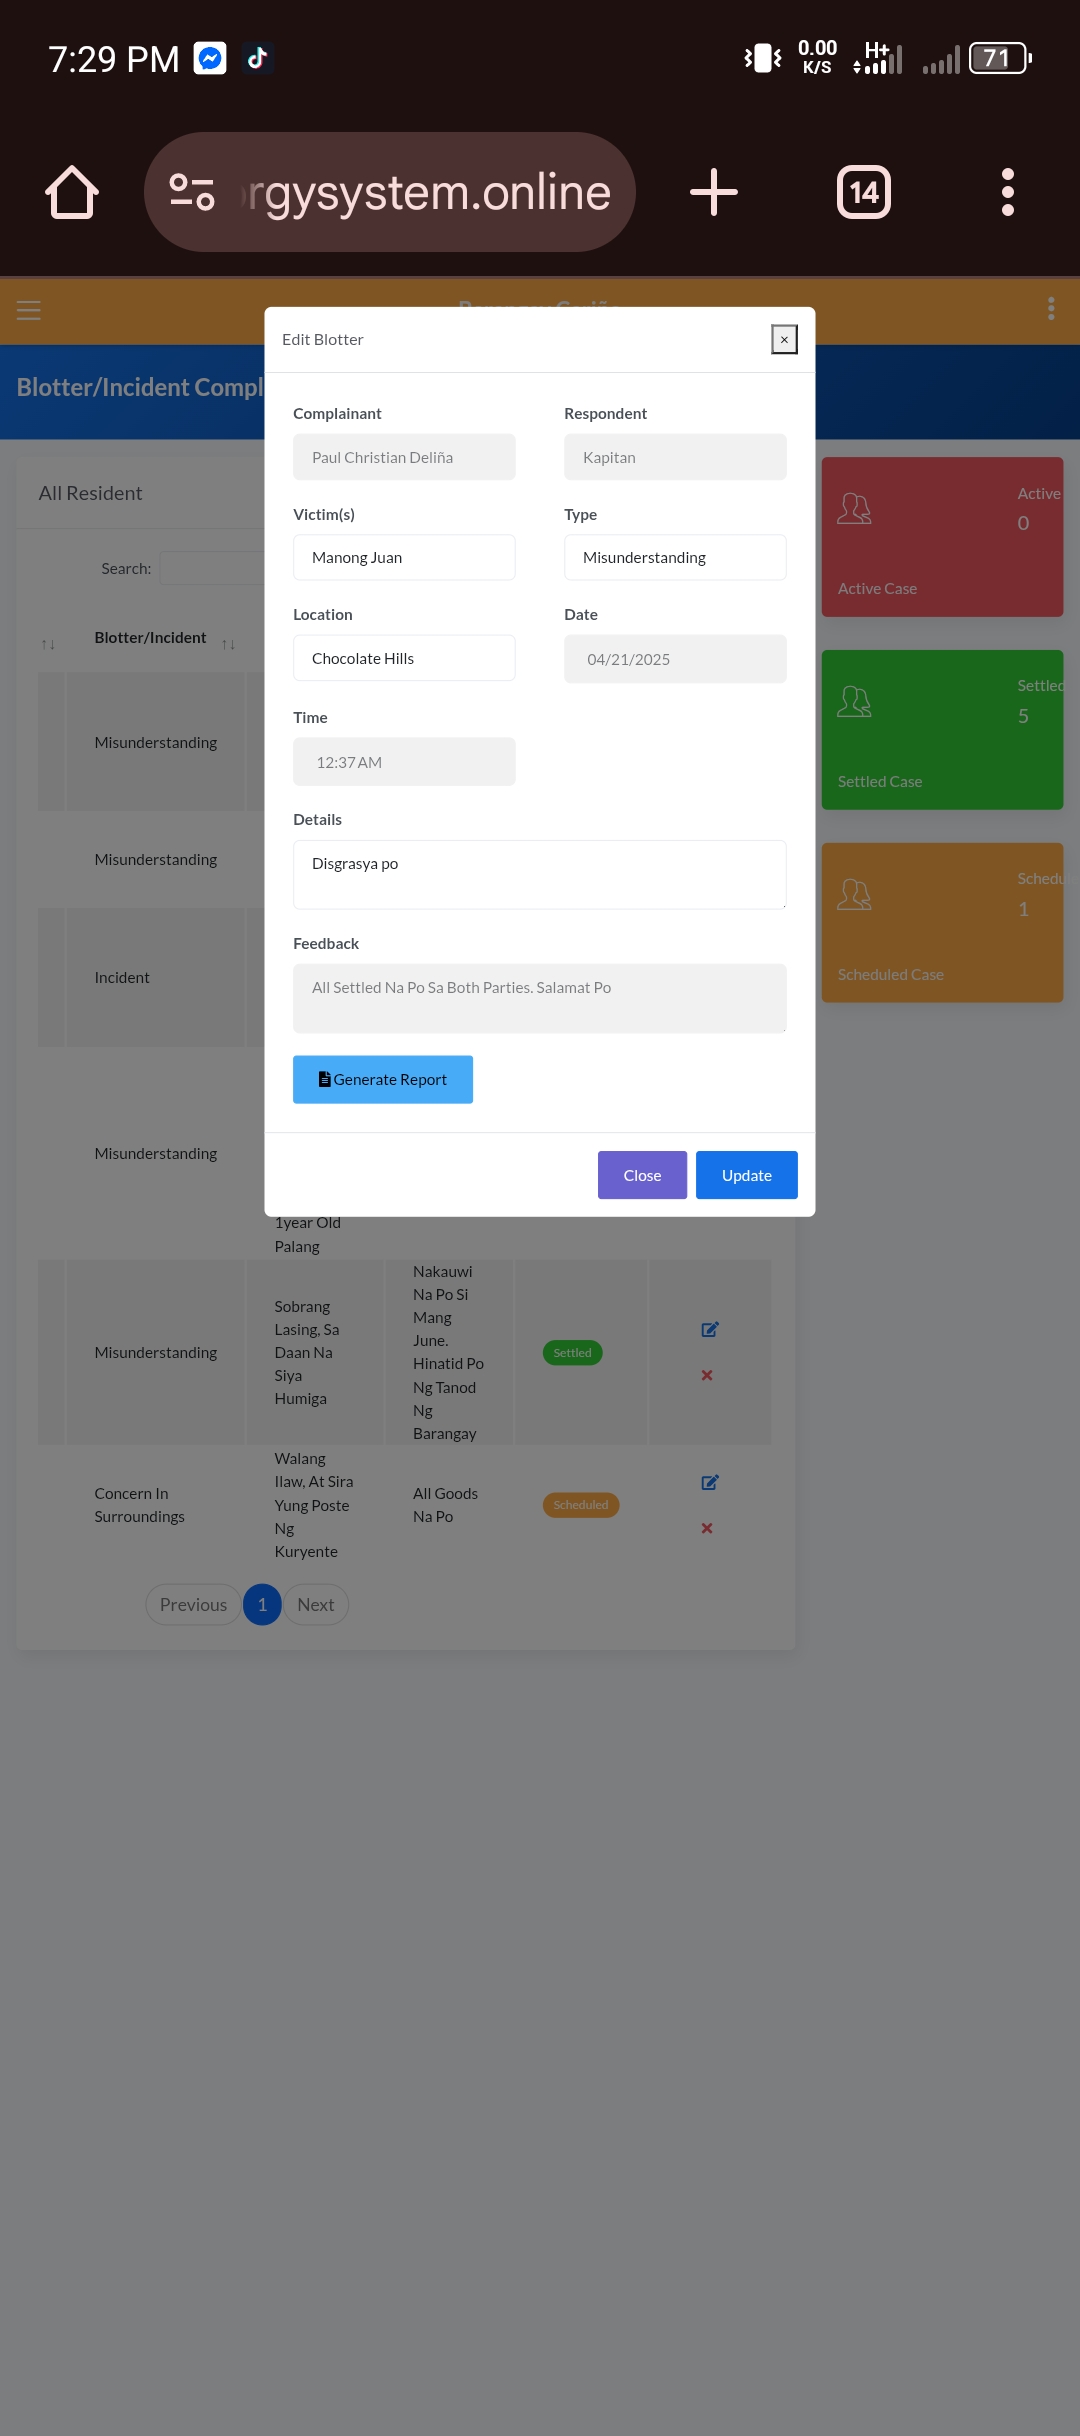 7:29 PM
0.00
K/S
H+
71
rgysystem.online
14
Blotter/Incident Compl
Edit Blotter
×
Complainant
Respondent
Paul Christian Deliña
Kapitan
Victim(s)
Type
Manong Juan
Misunderstanding
Location
Date
Chocolate Hills
04/21/2025
Time
12:37 AM
Details
Disgrasya po
Feedback
All Settled Na Po Sa Both Parties. Salamat Po
Generate Report
Close
Update
All Resident
Search:
Blotter/Incident
Misunderstanding
Misunderstanding
Incident
Misunderstanding
1year Old
Palang
Misunderstanding
Sobrang
Lasing, Sa
Daan Na
Siya
Humiga
Nakauwi
Na Po Si
Mang
June.
Hinatid Po
Ng Tanod
Ng
Barangay
Settled
Concern In
Surroundings
Walang
Ilaw, At Sira
Yung Poste
Ng
Kuryente
All Goods
Na Po
Scheduled
Previous
1
Next
Active
0
Active Case
Settled
5
Settled Case
Schedu
1
Scheduled Case